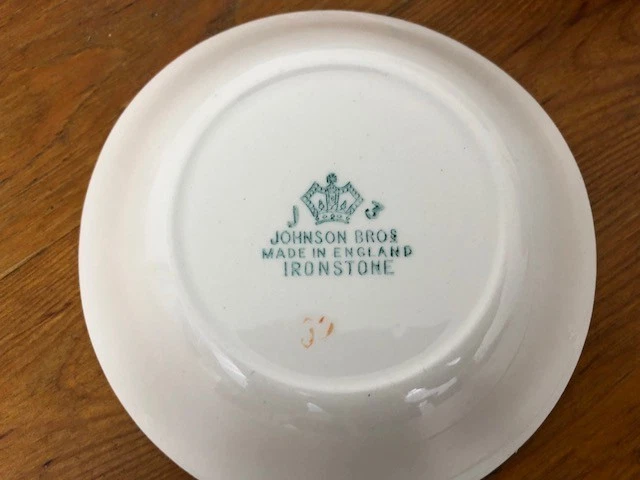 J 3
JOHNSON BROS
MADE IN ENGLAND
IRONSTONE